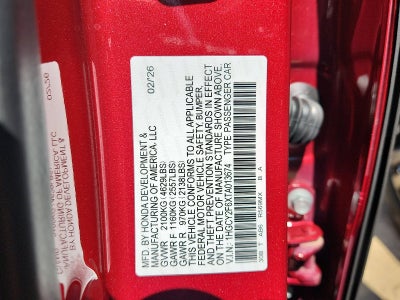 MFD BY HONDA DEVELOPMENT &
MANUFACTURING OF AMERICA, LLC
02/26
GVWR 2100KG(4629LBS)
GAWR F 1160KG(2557LBS)
GAWR R 970KG(2138LBS)
THIS VEHICLE CONFORMS TO ALL APPLICABLE
FEDERAL MOTOR VEHICLE SAFETY, BUMPER,
AND THEFT PREVENTION STANDARDS IN EFFECT
ON THE DATE OF MANUFACTURE SHOWN ABOVE.
V.I.N.: 1HGCY2F6XTA013674 TYPE: PASSENGER CAR